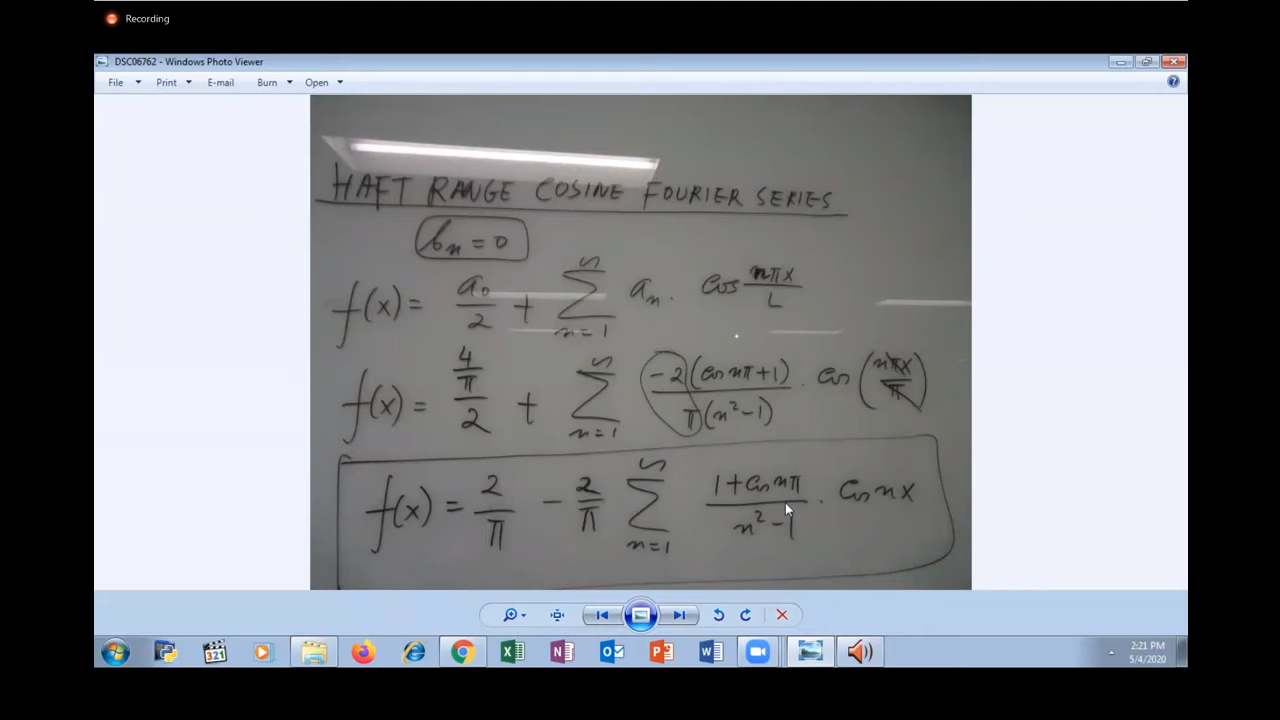 Recording
DSC06762 - Windows Photo Viewer
File Print E-mail Burn Open
HAFT RANGE COSINE FOURIER SERIES
bₙ = 0
f(x) = a₀/2 + ∑_{n=1}^{∞} aₙ . Cos nπx/L
f(x) = (4/π)/2 + ∑_{n=1}^{∞} -2(Cos nπ+1)/π(n²-1) . Cos (nπx/π)
f(x) = 2/π - 2/π ∑_{n=1}^{∞} 1+Cos nπ/n²-1 . Cos nx
321
2:21 PM
5/4/2020